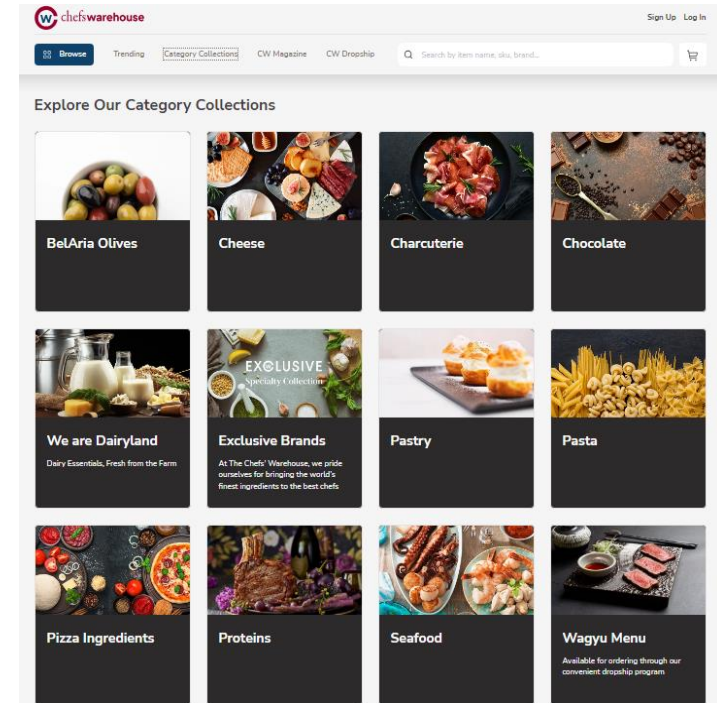 cw chefswarehouse
Sign Up Log In
Browse Trending Category Collections CW Magazine CW Dropship Search by item name, sku, brand...
Explore Our Category Collections
BelAria Olives
Cheese
Charcuterie
Chocolate
We are Dairyland
Dairy Essentials, Fresh from the Farm
EXCLUSIVE
Specialty Collection
Exclusive Brands
At The Chefs' Warehouse, we pride
ourselves for bringing the world's
finest ingredients to the best chefs
Pastry
Pasta
Pizza Ingredients
Proteins
Seafood
Wagyu Menu
Available for ordering through our
convenient dropship program